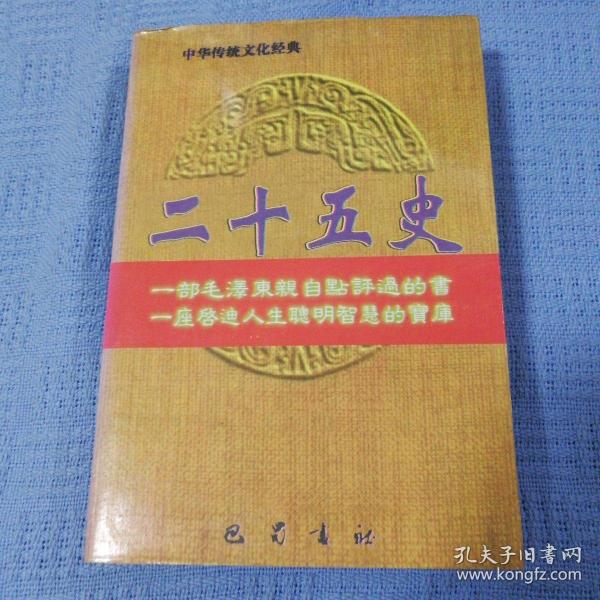 中华传统文化经典
二十五史
一部毛澤東親自點評過的書
一座啓迪人生聰明智慧的寶庫
巴蜀書社
孔夫子旧书网
www.kongfz.com